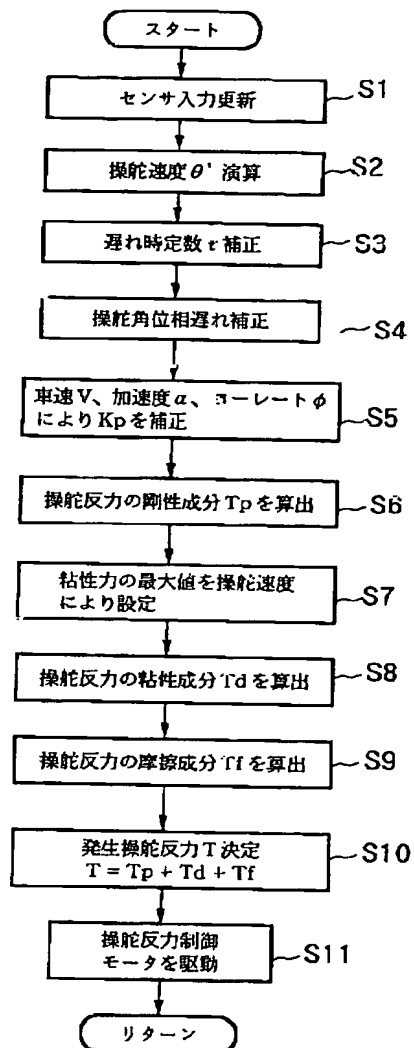 スタート
センサ入力更新
S1
操舵速度θ' 演算
S2
遅れ時定数τ補正
S3
操舵角位相遅れ補正
S4
車速V、加速度α、ヨーレートφ
によりKpを補正
S5
操舵反力の剛性成分Tpを算出
S6
粘性力の最大値を操舵速度
により設定
S7
操舵反力の粘性成分Tdを算出
S8
操舵反力の摩擦成分Tfを算出
S9
発生操舵反力T決定
T = Tp + Td + Tf
S10
操舵反力制御
モータを駆動
S11
リターン